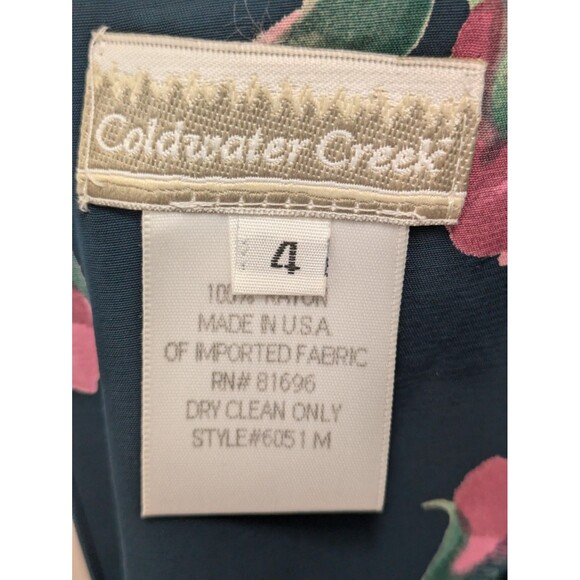 Coldwater Creek
4
100% RAYON
MADE IN U.S.A
OF IMPORTED FABRIC
RN# 81696
DRY CLEAN ONLY
STYLE#6051 M